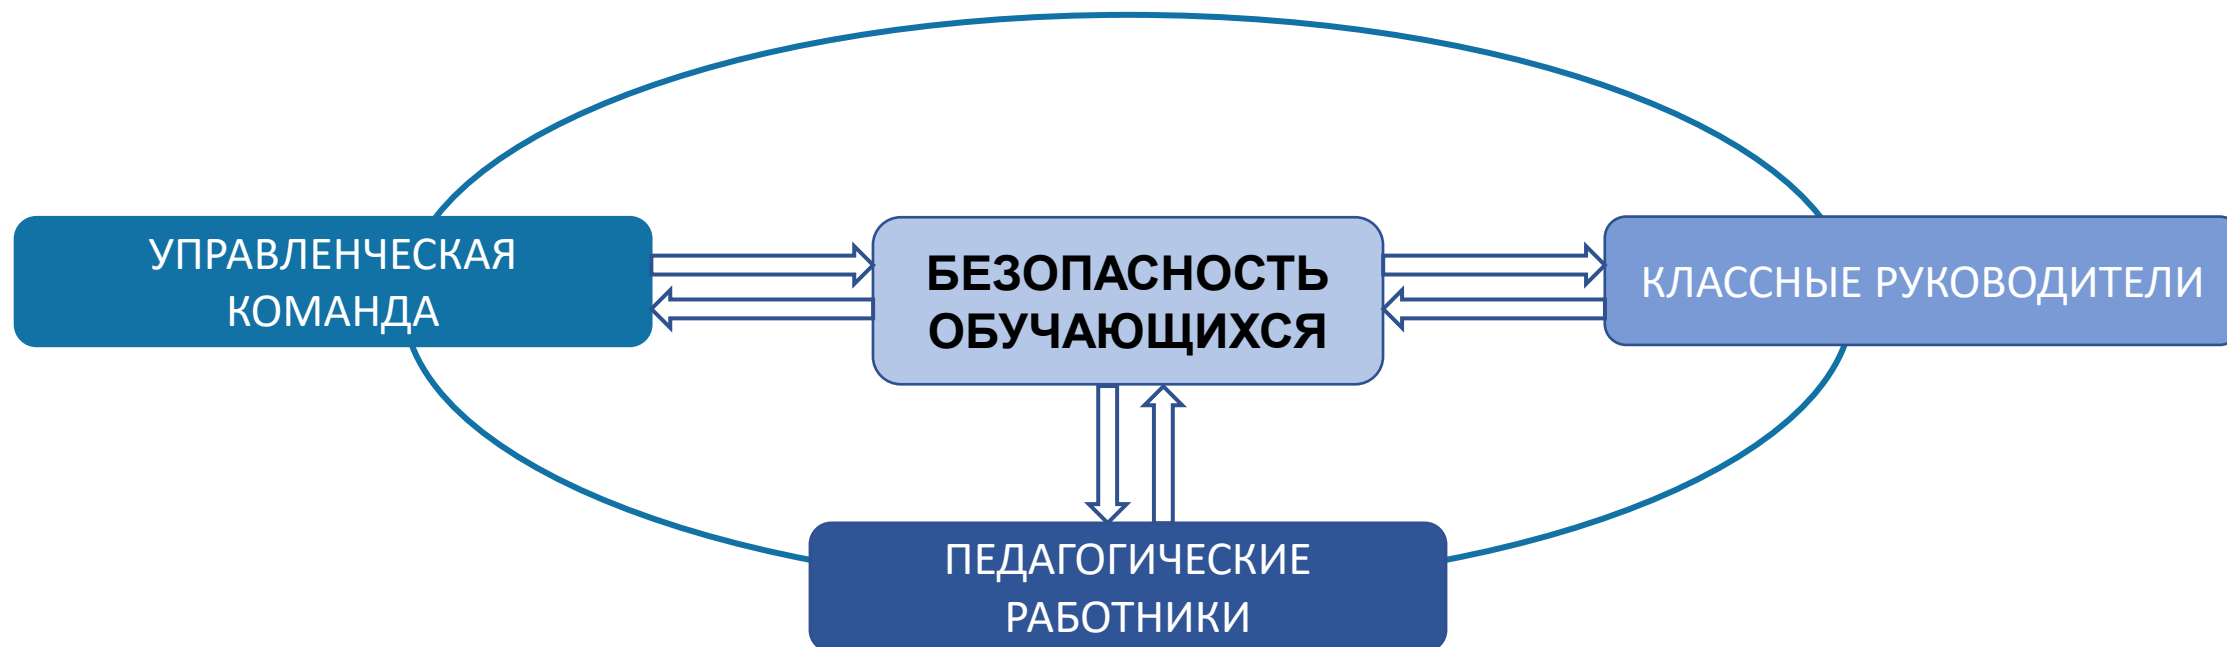 УПРАВЛЕНЧЕСКАЯ
КОМАНДА
БЕЗОПАСНОСТЬ
ОБУЧАЮЩИХСЯ
КЛАССНЫЕ РУКОВОДИТЕЛИ
ПЕДАГОГИЧЕСКИЕ
РАБОТНИКИ